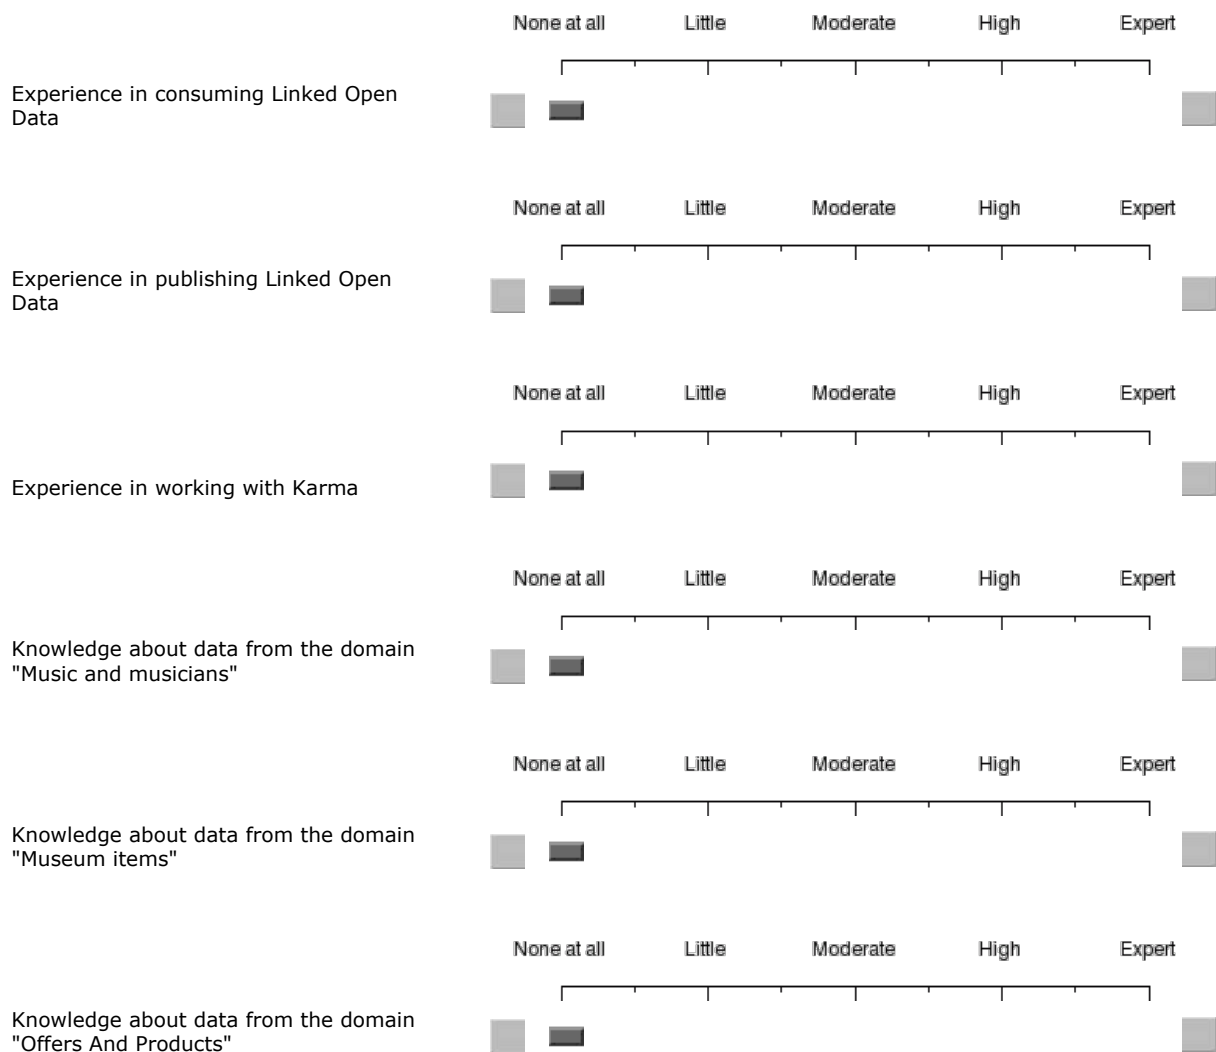 None at all Little Moderate High Expert
Experience in consuming Linked Open
Data
None at all Little Moderate High Expert
Experience in publishing Linked Open
Data
None at all Little Moderate High Expert
Experience in working with Karma
None at all Little Moderate High Expert
Knowledge about data from the domain
"Music and musicians"
None at all Little Moderate High Expert
Knowledge about data from the domain
"Museum items"
None at all Little Moderate High Expert
Knowledge about data from the domain
"Offers And Products"